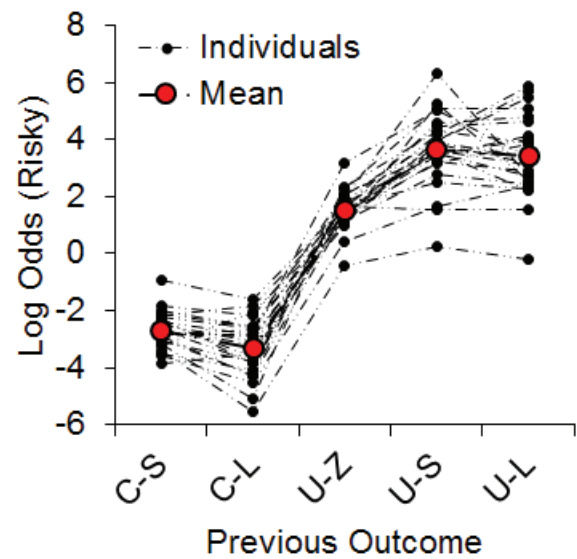 8
6
4
2
0
-2
-4
-6
Log Odds (Risky)
Individuals
Mean
C-S
C-L
U-Z
U-S
U-L
Previous Outcome